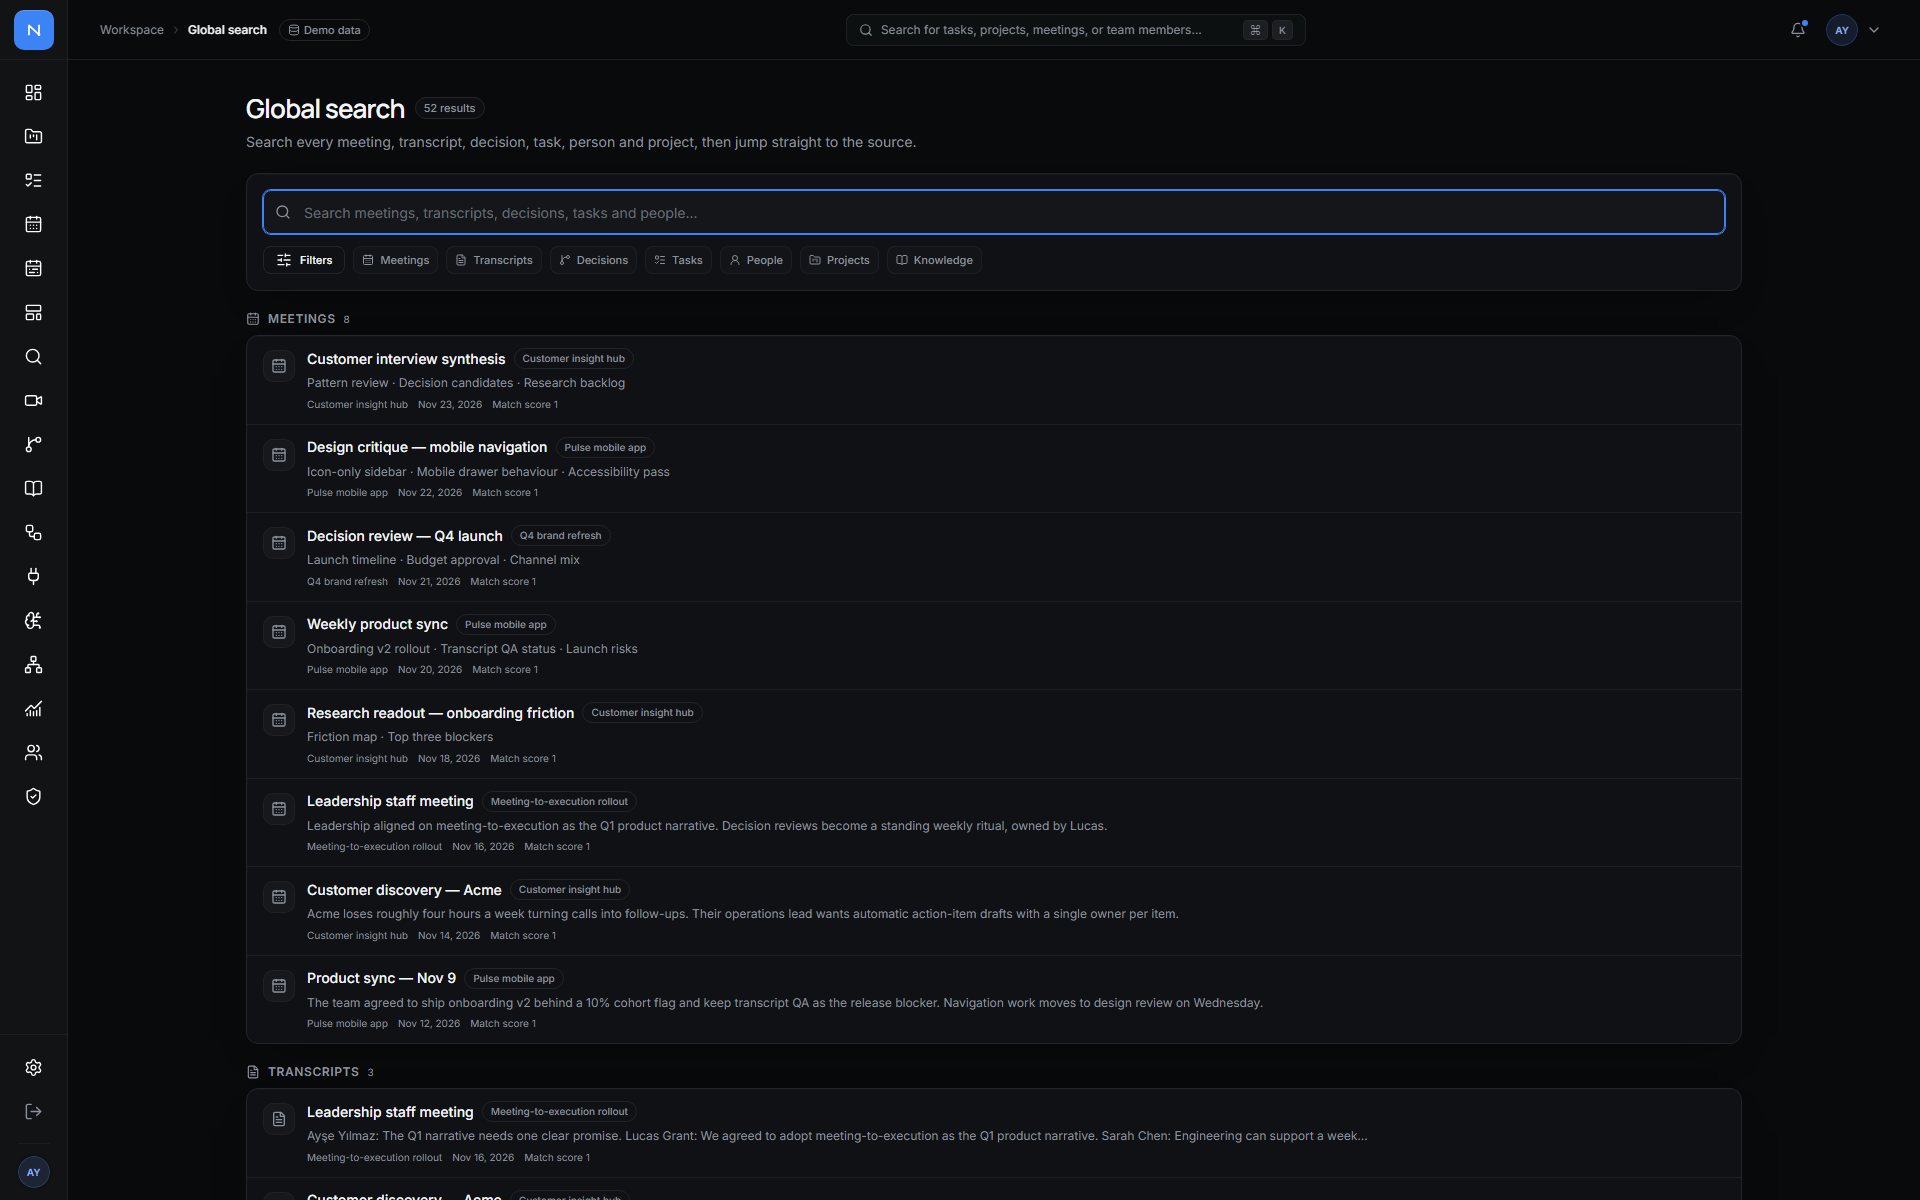 N
Workspace > Global search Demo data
Search for tasks, projects, meetings, or team members... ⌘ K
AY
Global search 52 results
Search every meeting, transcript, decision, task, person and project, then jump straight to the source.
Search meetings, transcripts, decisions, tasks and people...
Filters Meetings Transcripts Decisions Tasks People Projects Knowledge
MEETINGS 8
Customer interview synthesis Customer insight hub
Pattern review · Decision candidates · Research backlog
Customer insight hub Nov 23, 2026 Match score 1
Design critique — mobile navigation Pulse mobile app
Icon-only sidebar · Mobile drawer behaviour · Accessibility pass
Pulse mobile app Nov 22, 2026 Match score 1
Decision review — Q4 launch Q4 brand refresh
Launch timeline · Budget approval · Channel mix
Q4 brand refresh Nov 21, 2026 Match score 1
Weekly product sync Pulse mobile app
Onboarding v2 rollout · Transcript QA status · Launch risks
Pulse mobile app Nov 20, 2026 Match score 1
Research readout — onboarding friction Customer insight hub
Friction map · Top three blockers
Customer insight hub Nov 18, 2026 Match score 1
Leadership staff meeting Meeting-to-execution rollout
Leadership aligned on meeting-to-execution as the Q1 product narrative. Decision reviews become a standing weekly ritual, owned by Lucas.
Meeting-to-execution rollout Nov 16, 2026 Match score 1
Customer discovery — Acme Customer insight hub
Acme loses roughly four hours a week turning calls into follow-ups. Their operations lead wants automatic action-item drafts with a single owner per item.
Customer insight hub Nov 14, 2026 Match score 1
Product sync — Nov 9 Pulse mobile app
The team agreed to ship onboarding v2 behind a 10% cohort flag and keep transcript QA as the release blocker. Navigation work moves to design review on Wednesday.
Pulse mobile app Nov 12, 2026 Match score 1
TRANSCRIPTS 3
Leadership staff meeting Meeting-to-execution rollout
Ayşe Yılmaz: The Q1 narrative needs one clear promise. Lucas Grant: We agreed to adopt meeting-to-execution as the Q1 product narrative. Sarah Chen: Engineering can support a week...
Meeting-to-execution rollout Nov 16, 2026 Match score 1
Customer discovery — Acme Customer insight hub
AY